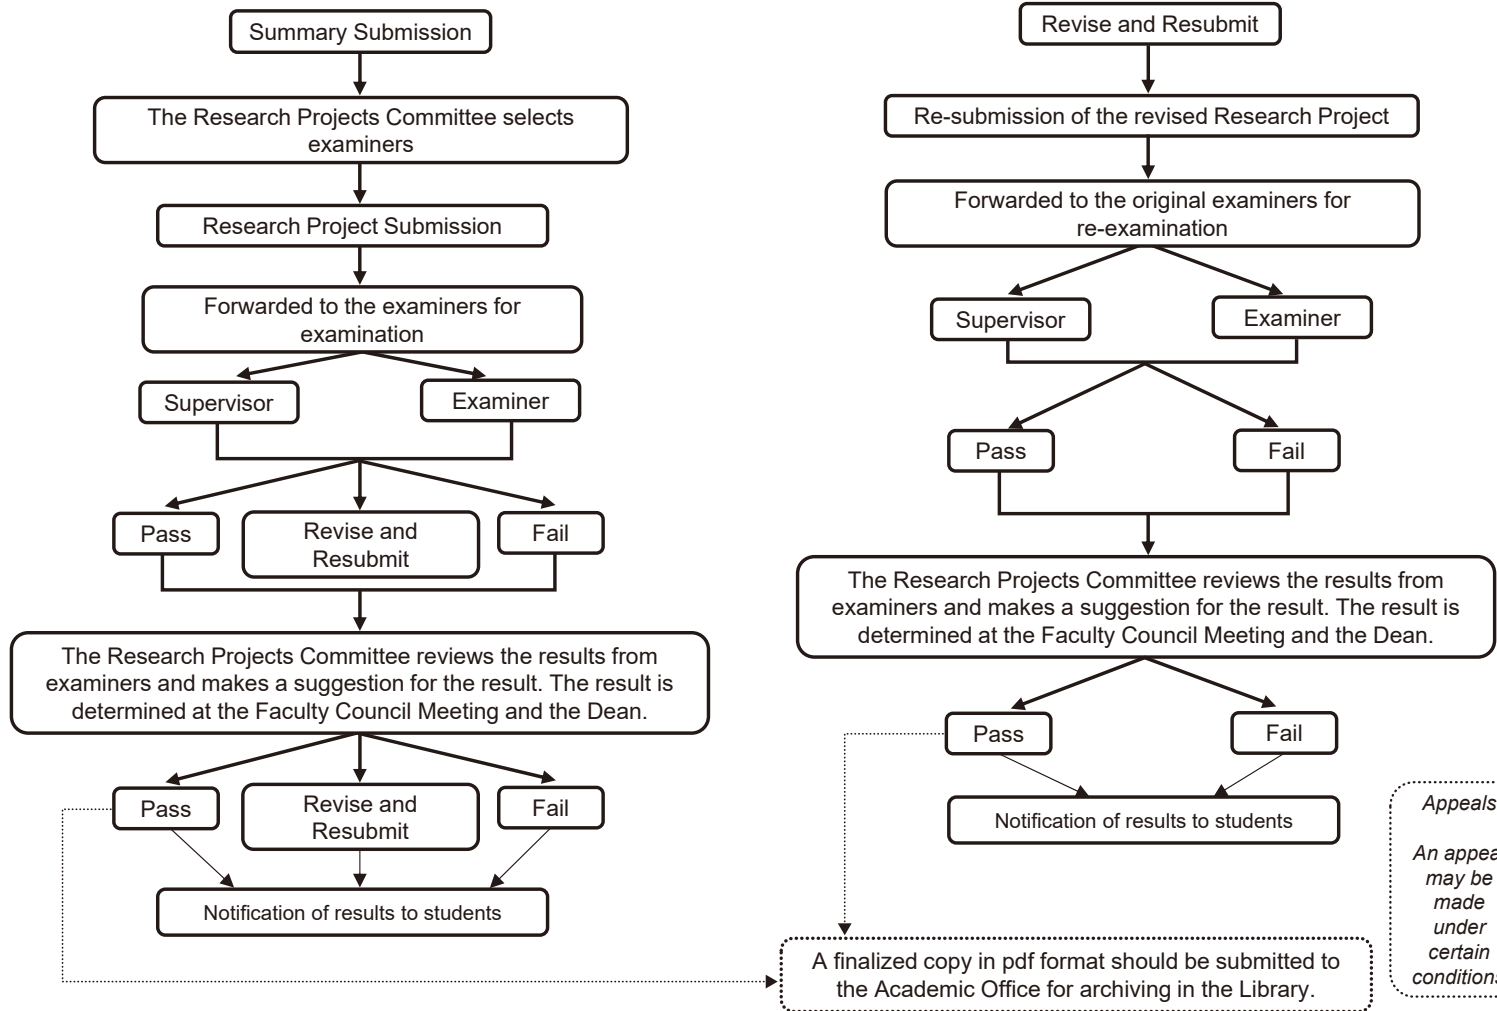 Summary Submission
The Research Projects Committee selects
examiners
Research Project Submission
Forwarded to the examiners for
examination
Supervisor
Examiner
Pass
Revise and
Resubmit
Fail
The Research Projects Committee reviews the results from
examiners and makes a suggestion for the result. The result is
determined at the Faculty Council Meeting and the Dean.
Pass
Revise and
Resubmit
Fail
Notification of results to students
Revise and Resubmit
Re-submission of the revised Research Project
Forwarded to the original examiners for
re-examination
Supervisor
Examiner
Pass
Fail
The Research Projects Committee reviews the results from
examiners and makes a suggestion for the result. The result is
determined at the Faculty Council Meeting and the Dean.
Pass
Fail
Notification of results to students
A finalized copy in pdf format should be submitted to
the Academic Office for archiving in the Library.
Appeals
An appeal
may be
made
under
certain
conditions